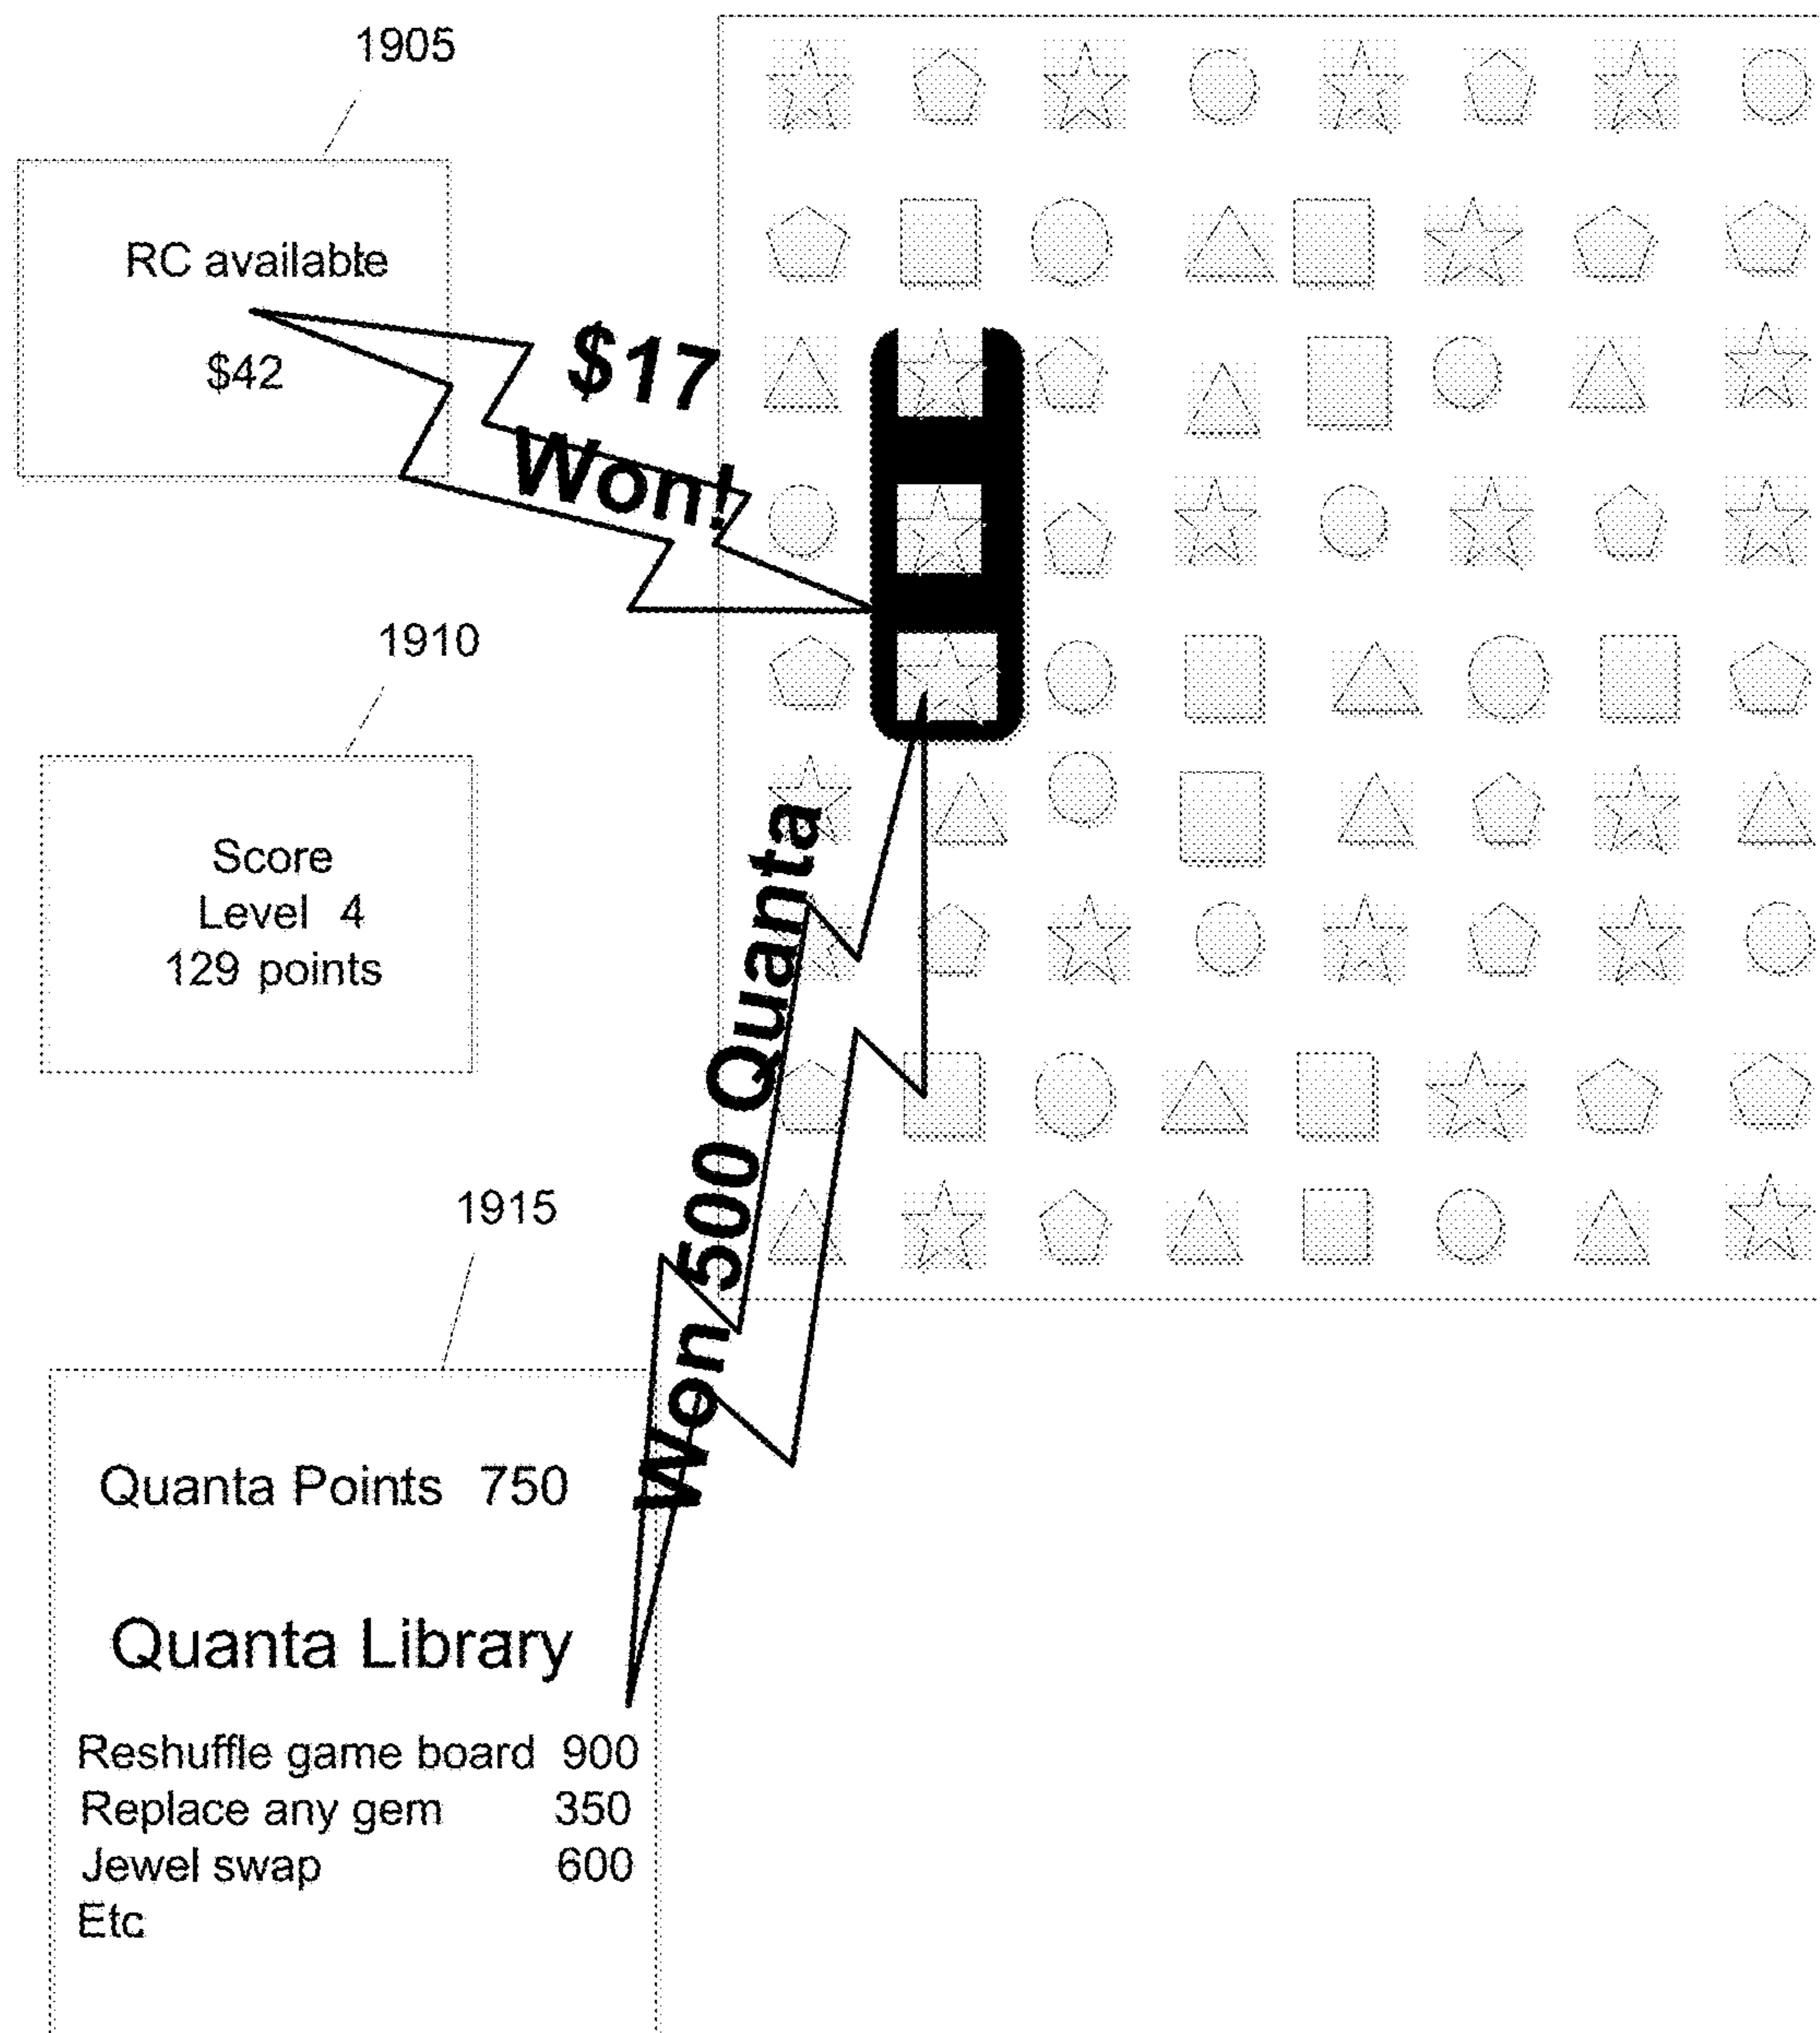 1905
RC available
$42
$17
Won!
1910
Score
Level 4
129 points
Won 500 Quanta
1915
Quanta Points 750
Quanta Library
Reshuffle game board 900
Replace any gem 350
Jewel swap 600
Etc